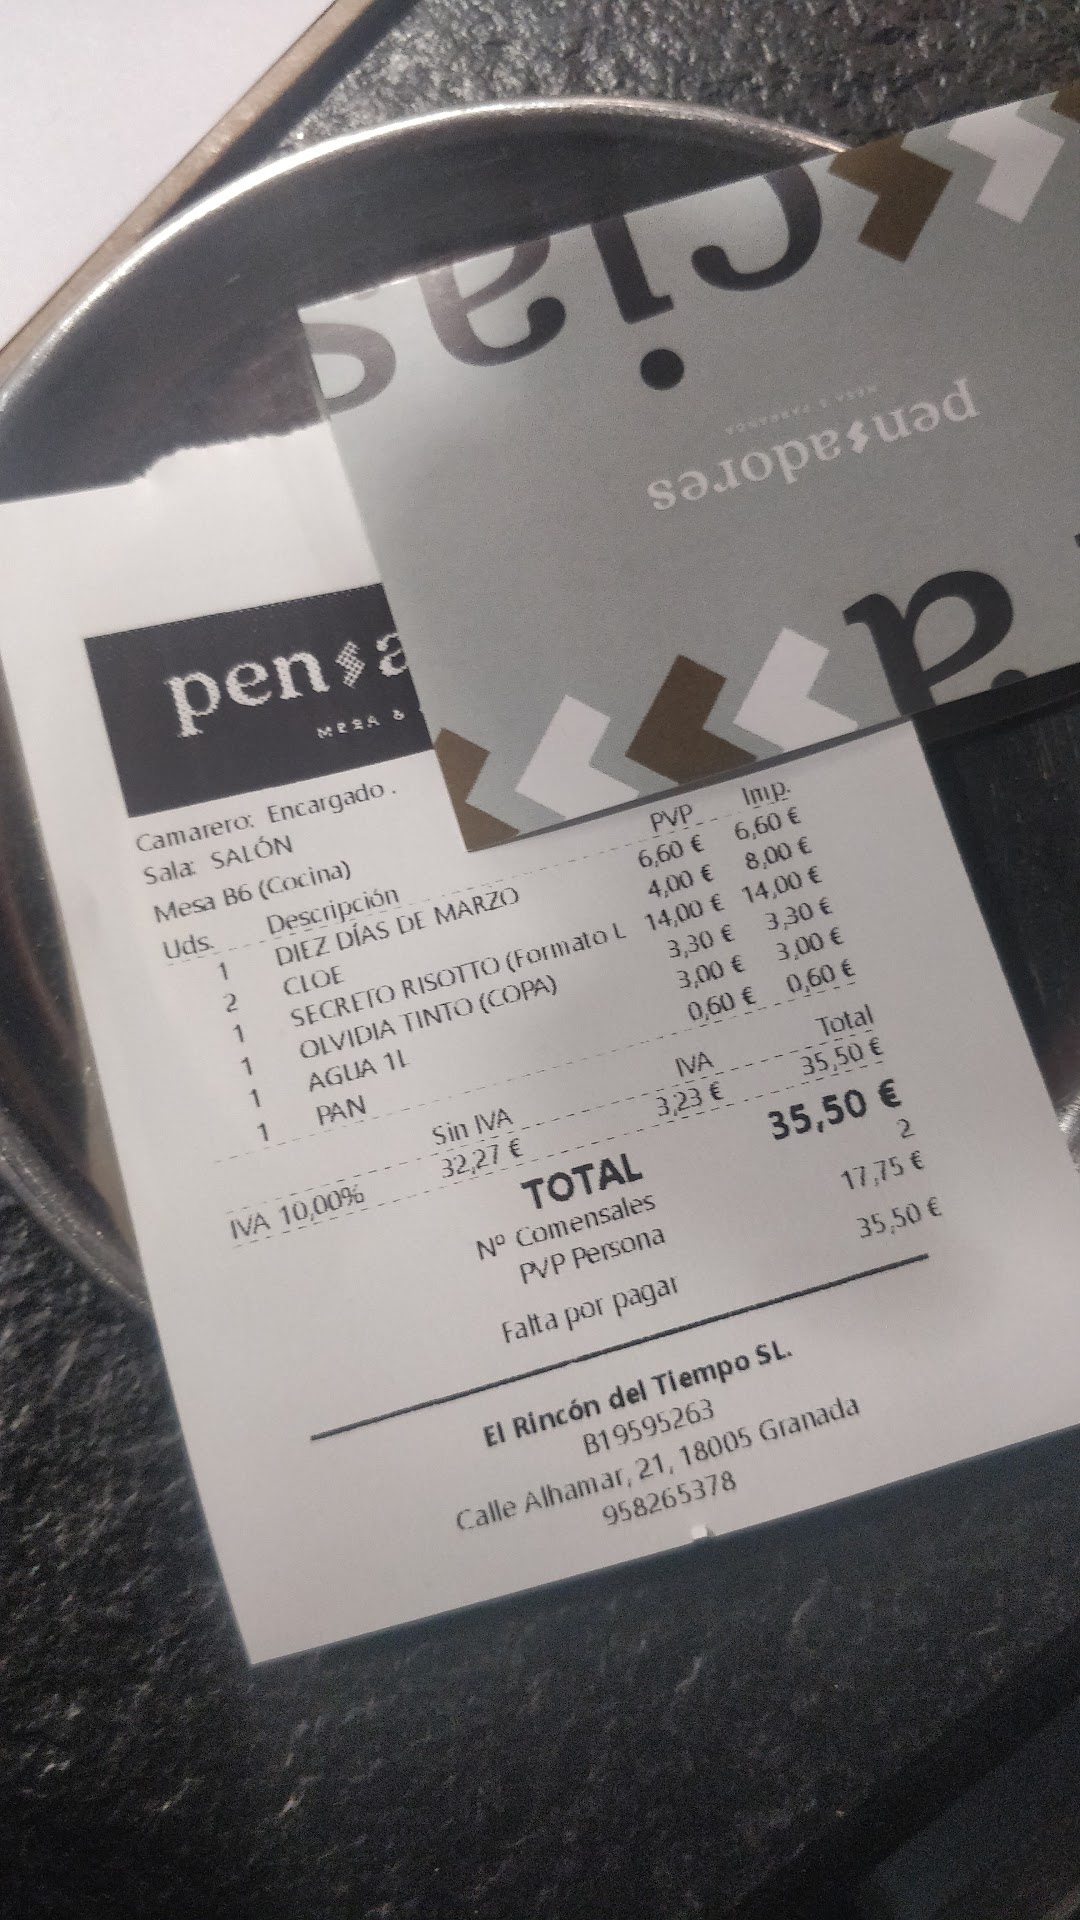 cias
pensadores
MESA & PARRANDA
a
pensa
MESA &
Camarero: Encargado .
Sala: SALÓN
Mesa B6 (Cocina)
Uds. Descripción PVP Imp.
1 DIEZ DÍAS DE MARZO 6,60 € 6,60 €
2 CLOE 4,00 € 8,00 €
1 SECRETO RISOTTO (Formato L 14,00 € 14,00 €
1 OLVIDIA TINTO (COPA) 3,30 € 3,30 €
1 AGUA 1L 3,00 € 3,00 €
1 PAN 0,60 € 0,60 €
Sin IVA IVA Total
IVA 10,00% 32,27 € 3,23 € 35,50 €
TOTAL 35,50 €
Nº Comensales 2
PVP Persona 17,75 €
Falta por pagar 35,50 €
El Rincón del Tiempo SL.
B19595263
Calle Alhamar, 21, 18005 Granada
958265378